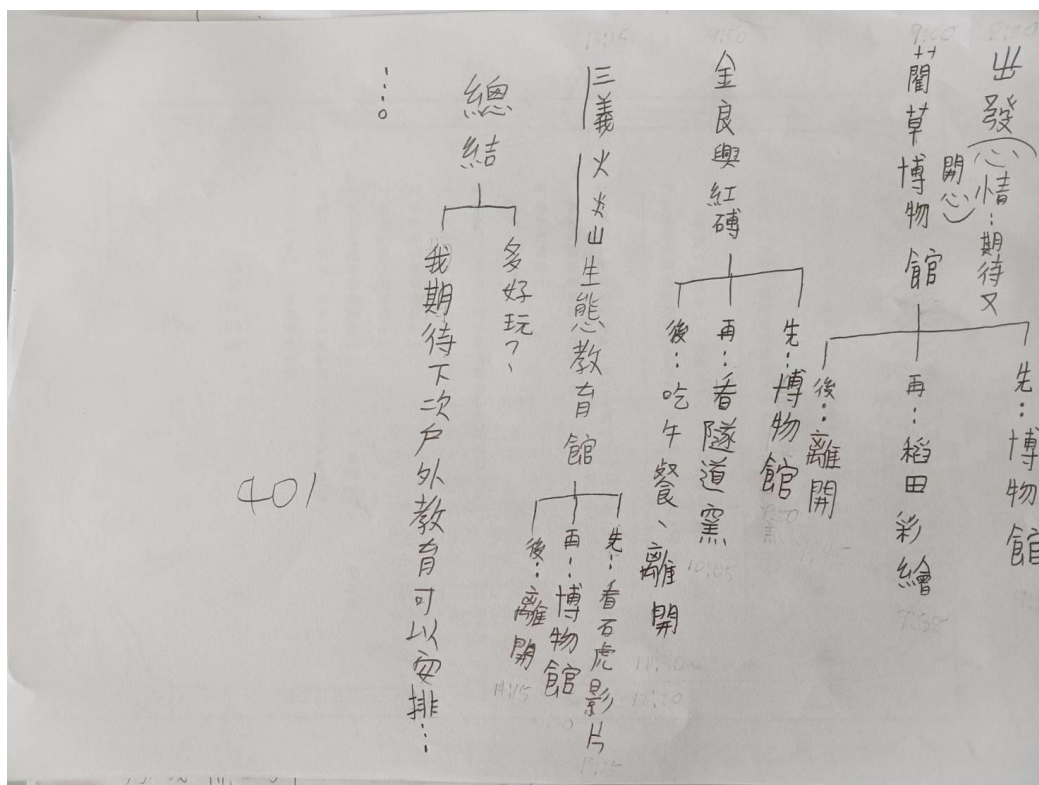 出發(心情：期待又
開心)
藺草博物館
先：博物館
再：稻田彩繪
後：離開
金良興紅磚
先：博物館
再：看隧道窯
後：吃午餐、離開
三義火炎山生態教育館
先：看石虎影片
再：博物館
後：離開
總結
多好玩？、
我期待下次戶外教育可以安排…
…。
401